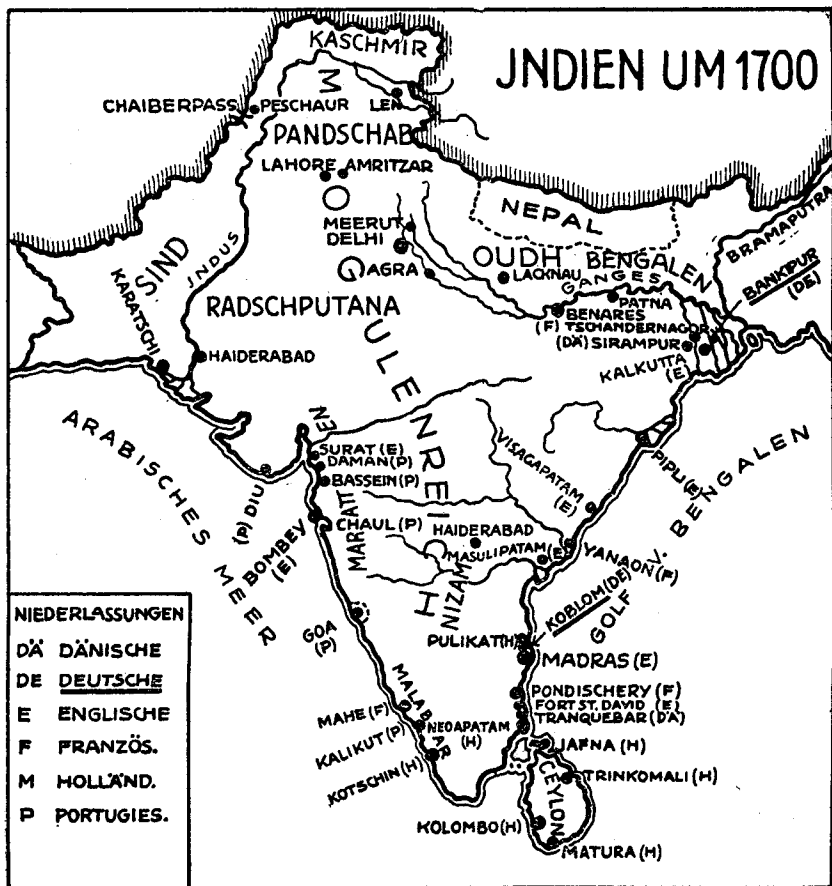 JNDIEN UM 1700
KASCHMIR
CHAIBERPASS
PESCHAUR
LEN
PANDSCHAB
LAHORE
AMRITZAR
MOGULENREICH
MEERUT
DELHI
AGRA
NEPAL
OUDH
LACKNAU
BENGALEN
GANGES
PATNA
BRAMAPUTRA
BANKIPUR
(DE)
BENARES
(F) TSCHANDERNAGOR
(DÄ) SIRAMPUR
KALKUTTA
(E)
SIND
JNDUS
KARATSCHI
RADSCHPUTANA
HAIDERABAD
ARABISCHES MEER
(P) DIU
SURAT (E)
DAMAN (P)
BASSEIN (P)
MARHATTEN
BOMBEY
(E)
CHAUL (P)
HAIDERABAD
NIZAM
VISAGAPATAM
(E)
PIPLI (E)
MASULIPATAM (E)
YANAON (F)
GOLF V. BENGALEN
KOBLOM (DE)
GOA
(P)
PULIKAT (H)
MADRAS (E)
PONDISCHERY (F)
FORT ST. DAVID (E)
TRANQUEBAR (DÄ)
MALABAR
MAHE (F)
KALIKUT (P)
KOTSCHIN (H)
NEGAPATAM
(H)
JAFNA (H)
TRINKOMALI (H)
CEYLON
KOLOMBO (H)
MATURA (H)
NIEDERLASSUNGEN
DÄ DÄNISCHE
DE DEUTSCHE
E ENGLISCHE
F FRANZÖS.
M HOLLÄND.
P PORTUGIES.